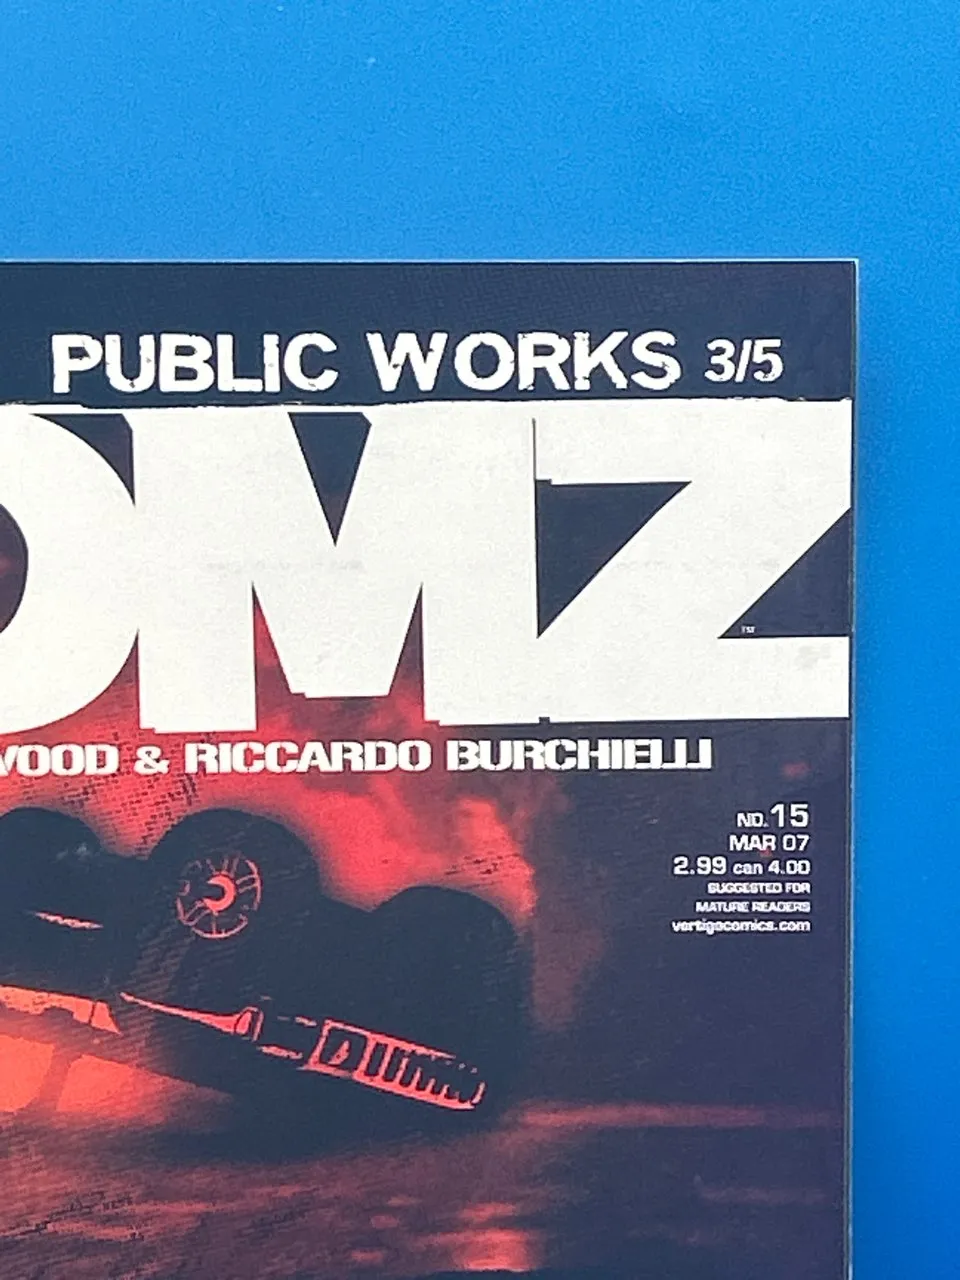 PUBLIC WORKS 3/5
DMZ
TM
WOOD & RICCARDO BURCHIELLI
NO. 15
MAR 07
2.99 can 4.00
SUGGESTED FOR
MATURE READERS
vertigocomics.com